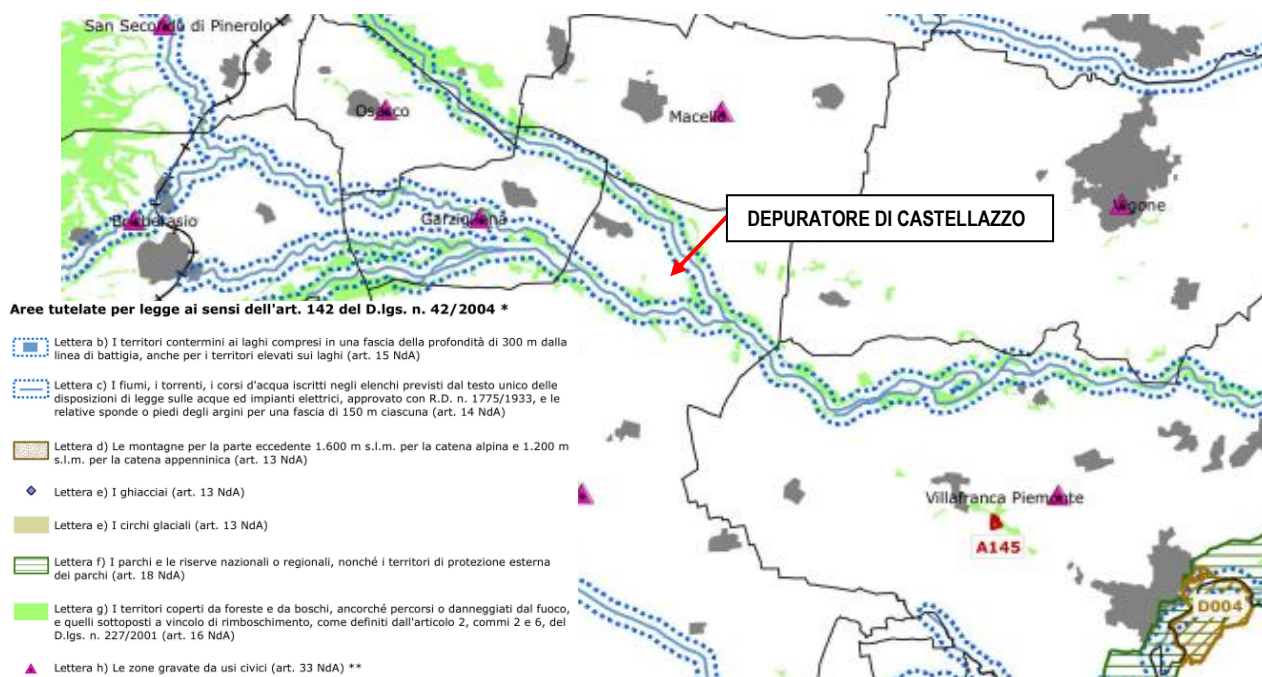 San Secondo di Pinerolo
Osasco
Macello
Bricherasio
Garzigliana
Vigone
DEPURATORE DI CASTELLAZZO
Aree tutelate per legge ai sensi dell'art. 142 del D.lgs. n. 42/2004 *
Lettera b) I territori contermini ai laghi compresi in una fascia della profondità di 300 m dalla
linea di battigia, anche per i territori elevati sui laghi (art. 15 NdA)
Lettera c) I fiumi, i torrenti, i corsi d'acqua iscritti negli elenchi previsti dal testo unico delle
disposizioni di legge sulle acque ed impianti elettrici, approvato con R.D. n. 1775/1933, e le
relative sponde o piedi degli argini per una fascia di 150 m ciascuna (art. 14 NdA)
Lettera d) Le montagne per la parte eccedente 1.600 m s.l.m. per la catena alpina e 1.200 m
s.l.m. per la catena appenninica (art. 13 NdA)
Lettera e) I ghiacciai (art. 13 NdA)
Lettera e) I circhi glaciali (art. 13 NdA)
Lettera f) I parchi e le riserve nazionali o regionali, nonché i territori di protezione esterna
dei parchi (art. 18 NdA)
Lettera g) I territori coperti da foreste e da boschi, ancorché percorsi o danneggiati dal fuoco,
e quelli sottoposti a vincolo di rimboschimento, come definiti dall'articolo 2, commi 2 e 6, del
D.lgs. n. 227/2001 (art. 16 NdA)
Lettera h) Le zone gravate da usi civici (art. 33 NdA) **
Villafranca Piemonte
A145
D004